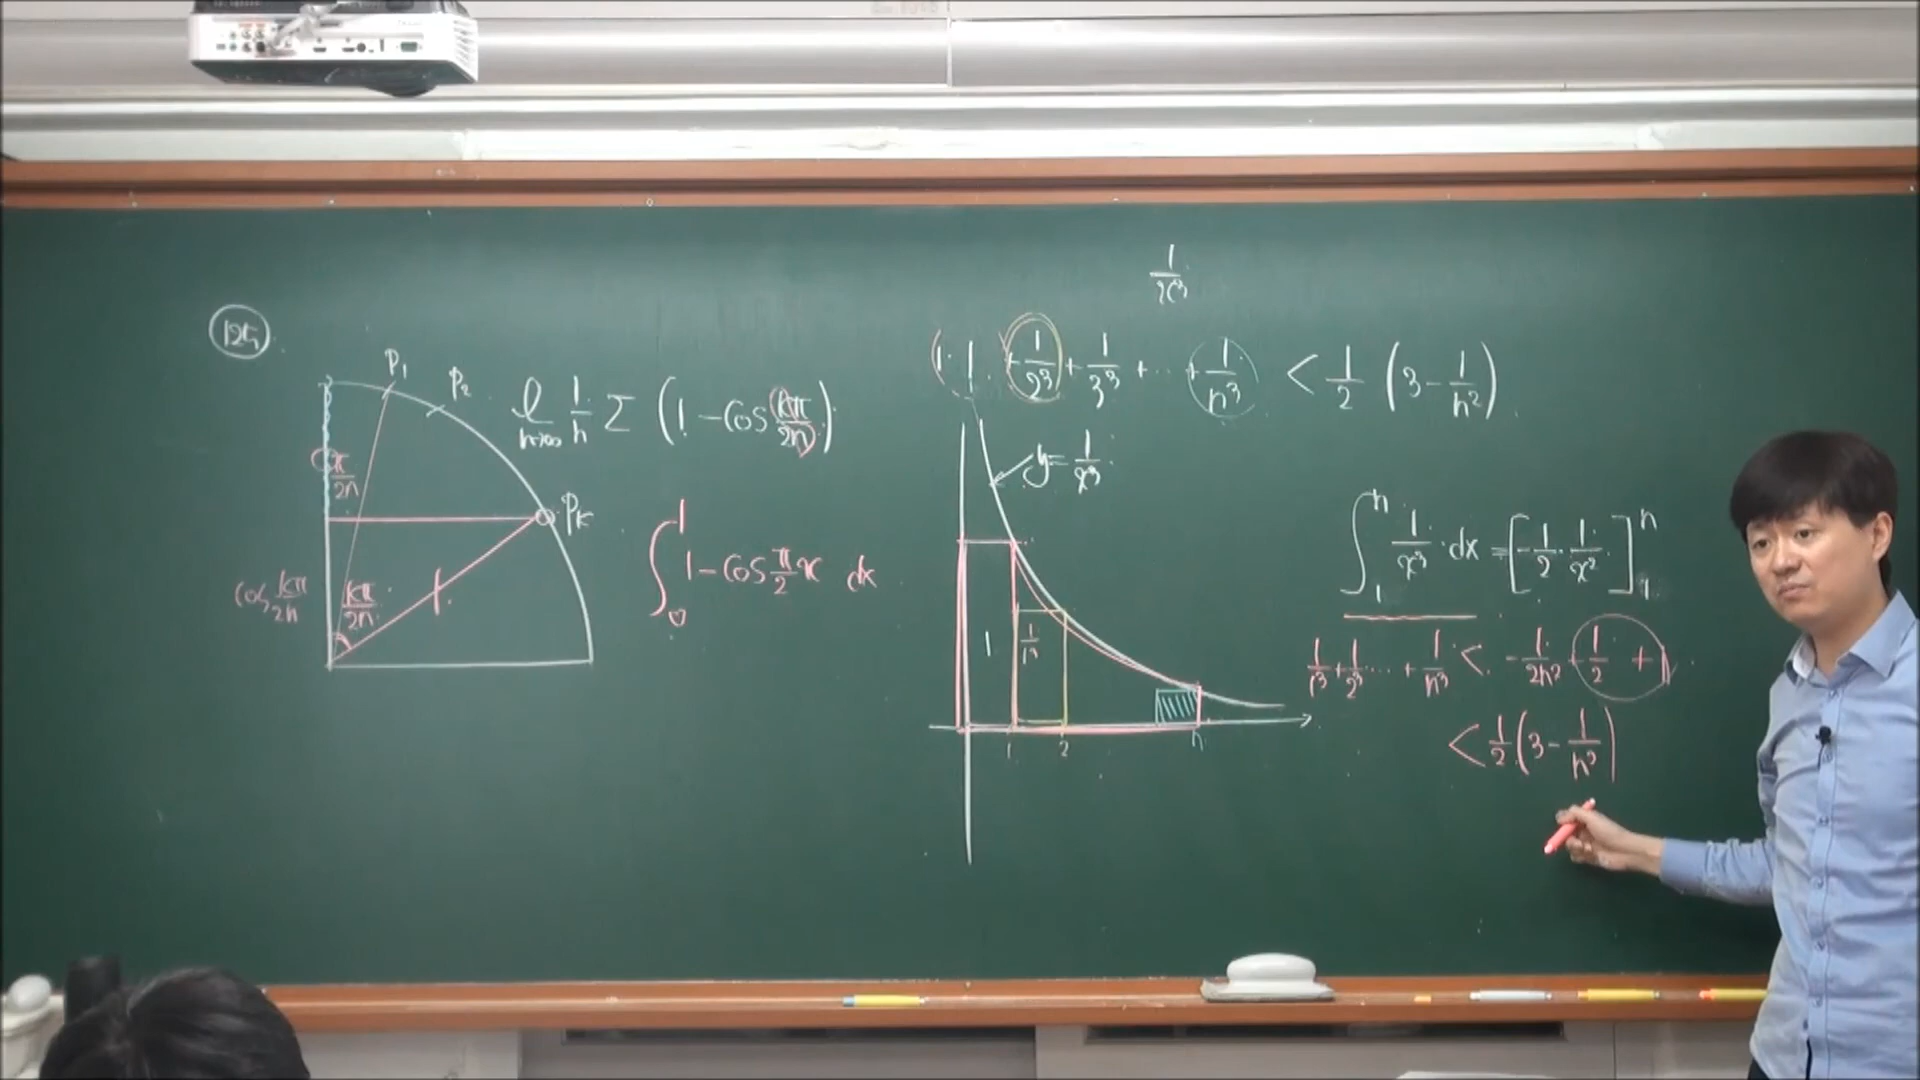 125
P₁
P₂
Pₖ
π/2n
cos kπ/2n
kπ/2n
1
lim n→∞ 1/n Σ (1 - cos kπ/2n)
∫₀¹ 1 - cos π/2 x dx
1/x³
1 + 1/2³ + 1/3³ + ... + 1/n³ < 1/2 (3 - 1/n²)
y = 1/x³
1
1/1³
1 2 n
∫₁ⁿ 1/x³ · dx = [-1/2 · 1/x²]₁ⁿ
1/1³ + 1/2³ ... + 1/n³ < -1/2n² + 1/2 + 1
< 1/2 (3 - 1/n²)